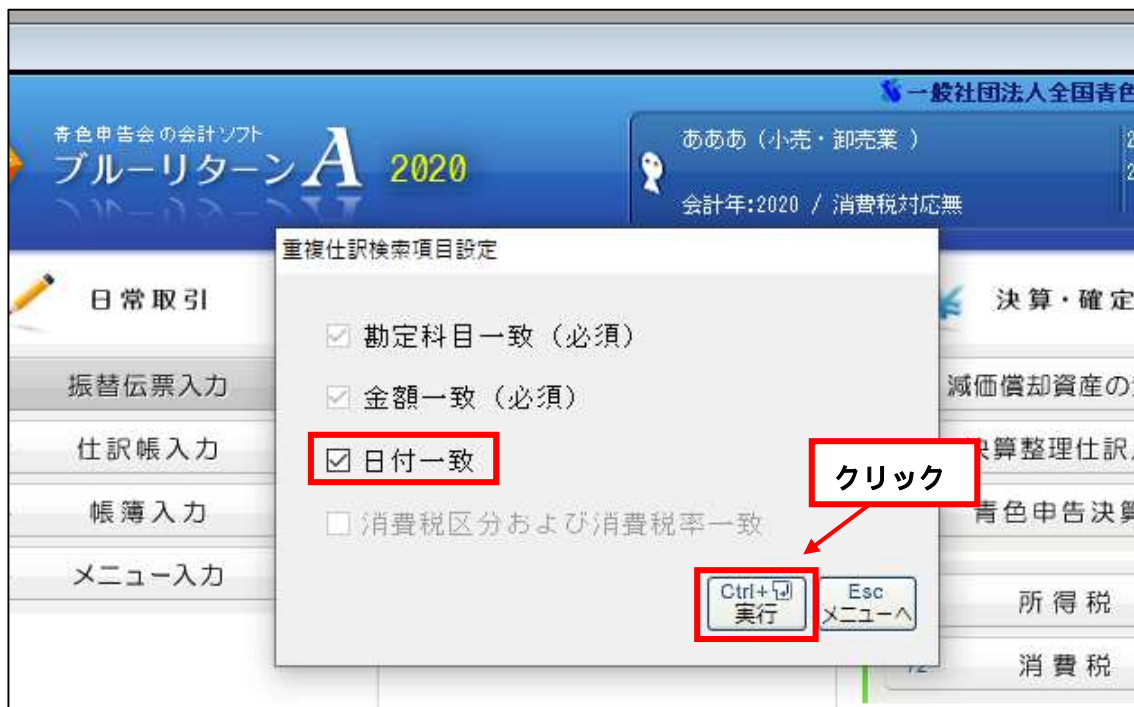 一般社団法人全国青色
青色申告会の会計ソフト
ブルーリターンA 2020
あああ（小売・卸売業 ）
会計年:2020 / 消費税対応無
重複仕訳検索項目設定
日常取引
決算・確定
勘定科目一致（必須）
振替伝票入力
減価償却資産の
金額一致（必須）
仕訳帳入力
日付一致
クリック
決算整理仕訳
帳簿入力
消費税区分および消費税率一致
青色申告決算
メニュー入力
Ctrl+
実行
Esc
メニューへ
所得税
消費税